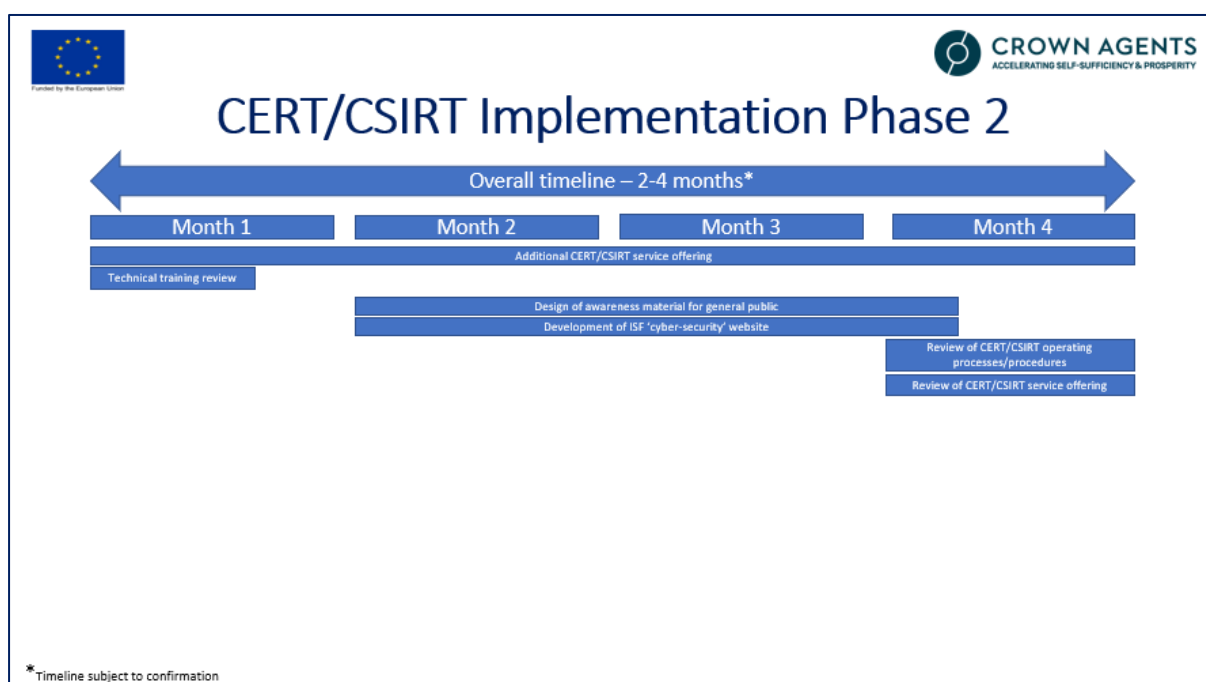 Funded by the European Union
CROWN AGENTS
ACCELERATING SELF-SUFFICIENCY & PROSPERITY
CERT/CSIRT Implementation Phase 2
Overall timeline – 2-4 months*
Month 1
Month 2
Month 3
Month 4
Additional CERT/CSIRT service offering
Technical training review
Design of awareness material for general public
Development of ISF ‘cyber-security’ website
Review of CERT/CSIRT operating
processes/procedures
Review of CERT/CSIRT service offering
*Timeline subject to confirmation